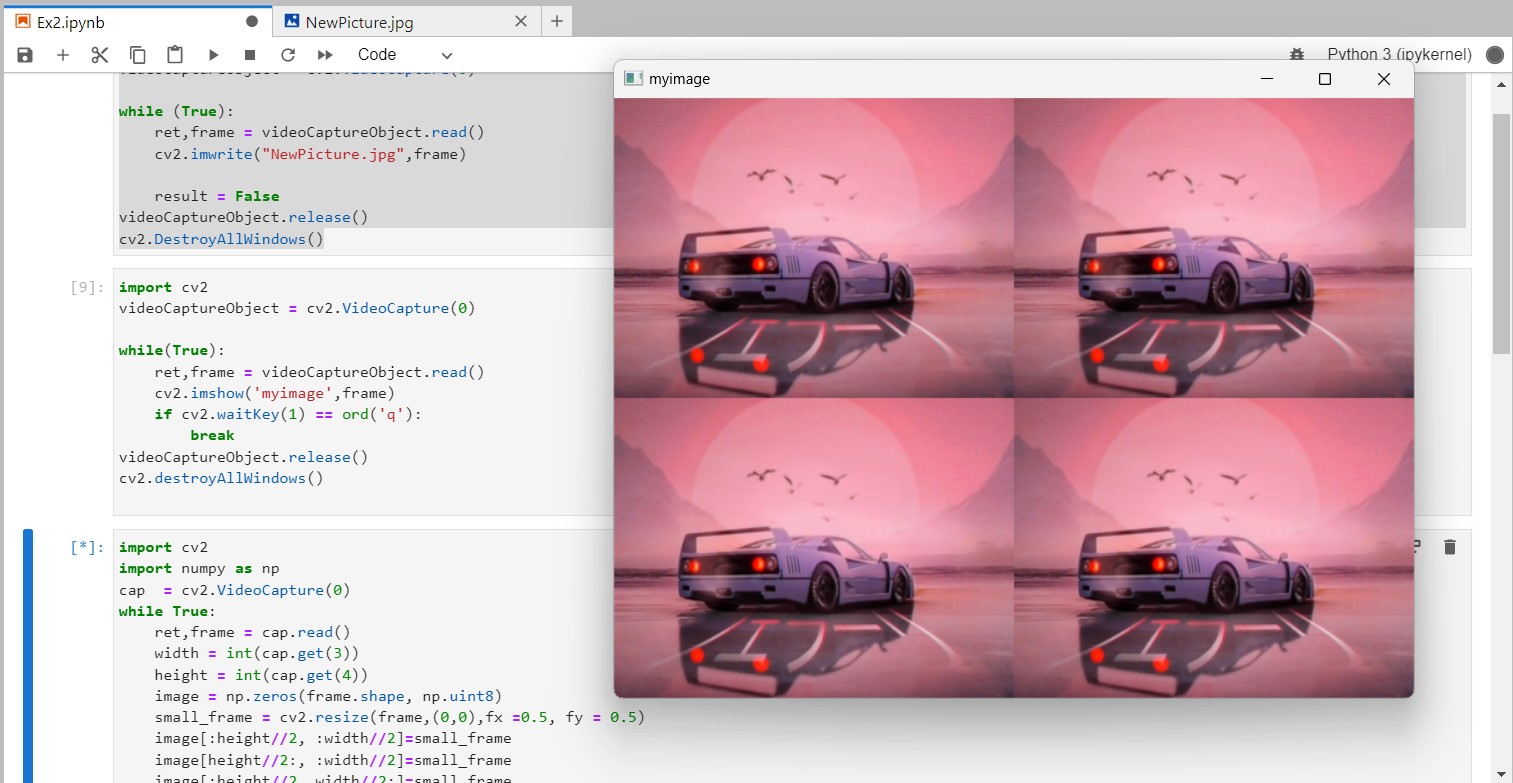 Ex2.ipynb
NewPicture.jpg
Code
Python 3 (ipykernel)
myimage
while (True):
    ret,frame = videoCaptureObject.read()
    cv2.imwrite("NewPicture.jpg",frame)
    result = False
videoCaptureObject.release()
cv2.DestroyAllWindows()
[9]:
import cv2
videoCaptureObject = cv2.VideoCapture(0)
while(True):
    ret,frame = videoCaptureObject.read()
    cv2.imshow('myimage',frame)
    if cv2.waitKey(1) == ord('q'):
        break
videoCaptureObject.release()
cv2.destroyAllWindows()
[*]:
import cv2
import numpy as np
cap  = cv2.VideoCapture(0)
while True:
    ret,frame = cap.read()
    width = int(cap.get(3))
    height = int(cap.get(4))
    image = np.zeros(frame.shape, np.uint8)
    small_frame = cv2.resize(frame,(0,0),fx =0.5, fy = 0.5)
    image[:height//2, :width//2]=small_frame
    image[height//2:, :width//2]=small_frame
    image[:height//2, width//2:]=small_frame